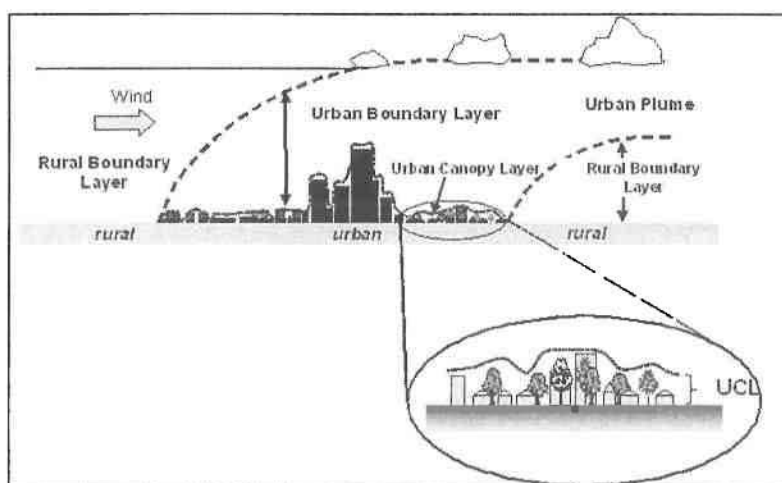 Wind
Urban Boundary Layer
Urban Plume
Rural Boundary
Layer
Urban Canopy Layer
Rural Boundary
Layer
rural
urban
rural
UCL